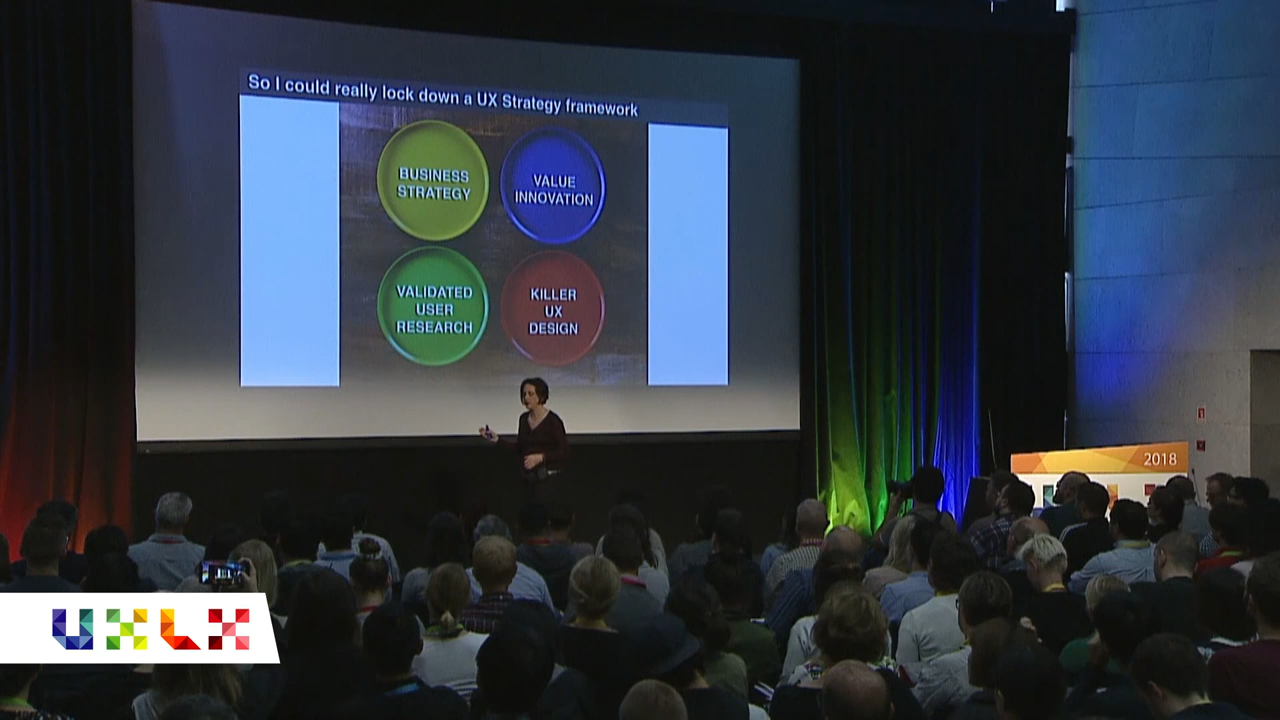 So I could really lock down a UX Strategy framework
BUSINESS
STRATEGY
VALUE
INNOVATION
VALIDATED
USER
RESEARCH
KILLER
UX
DESIGN
2018
UXLX